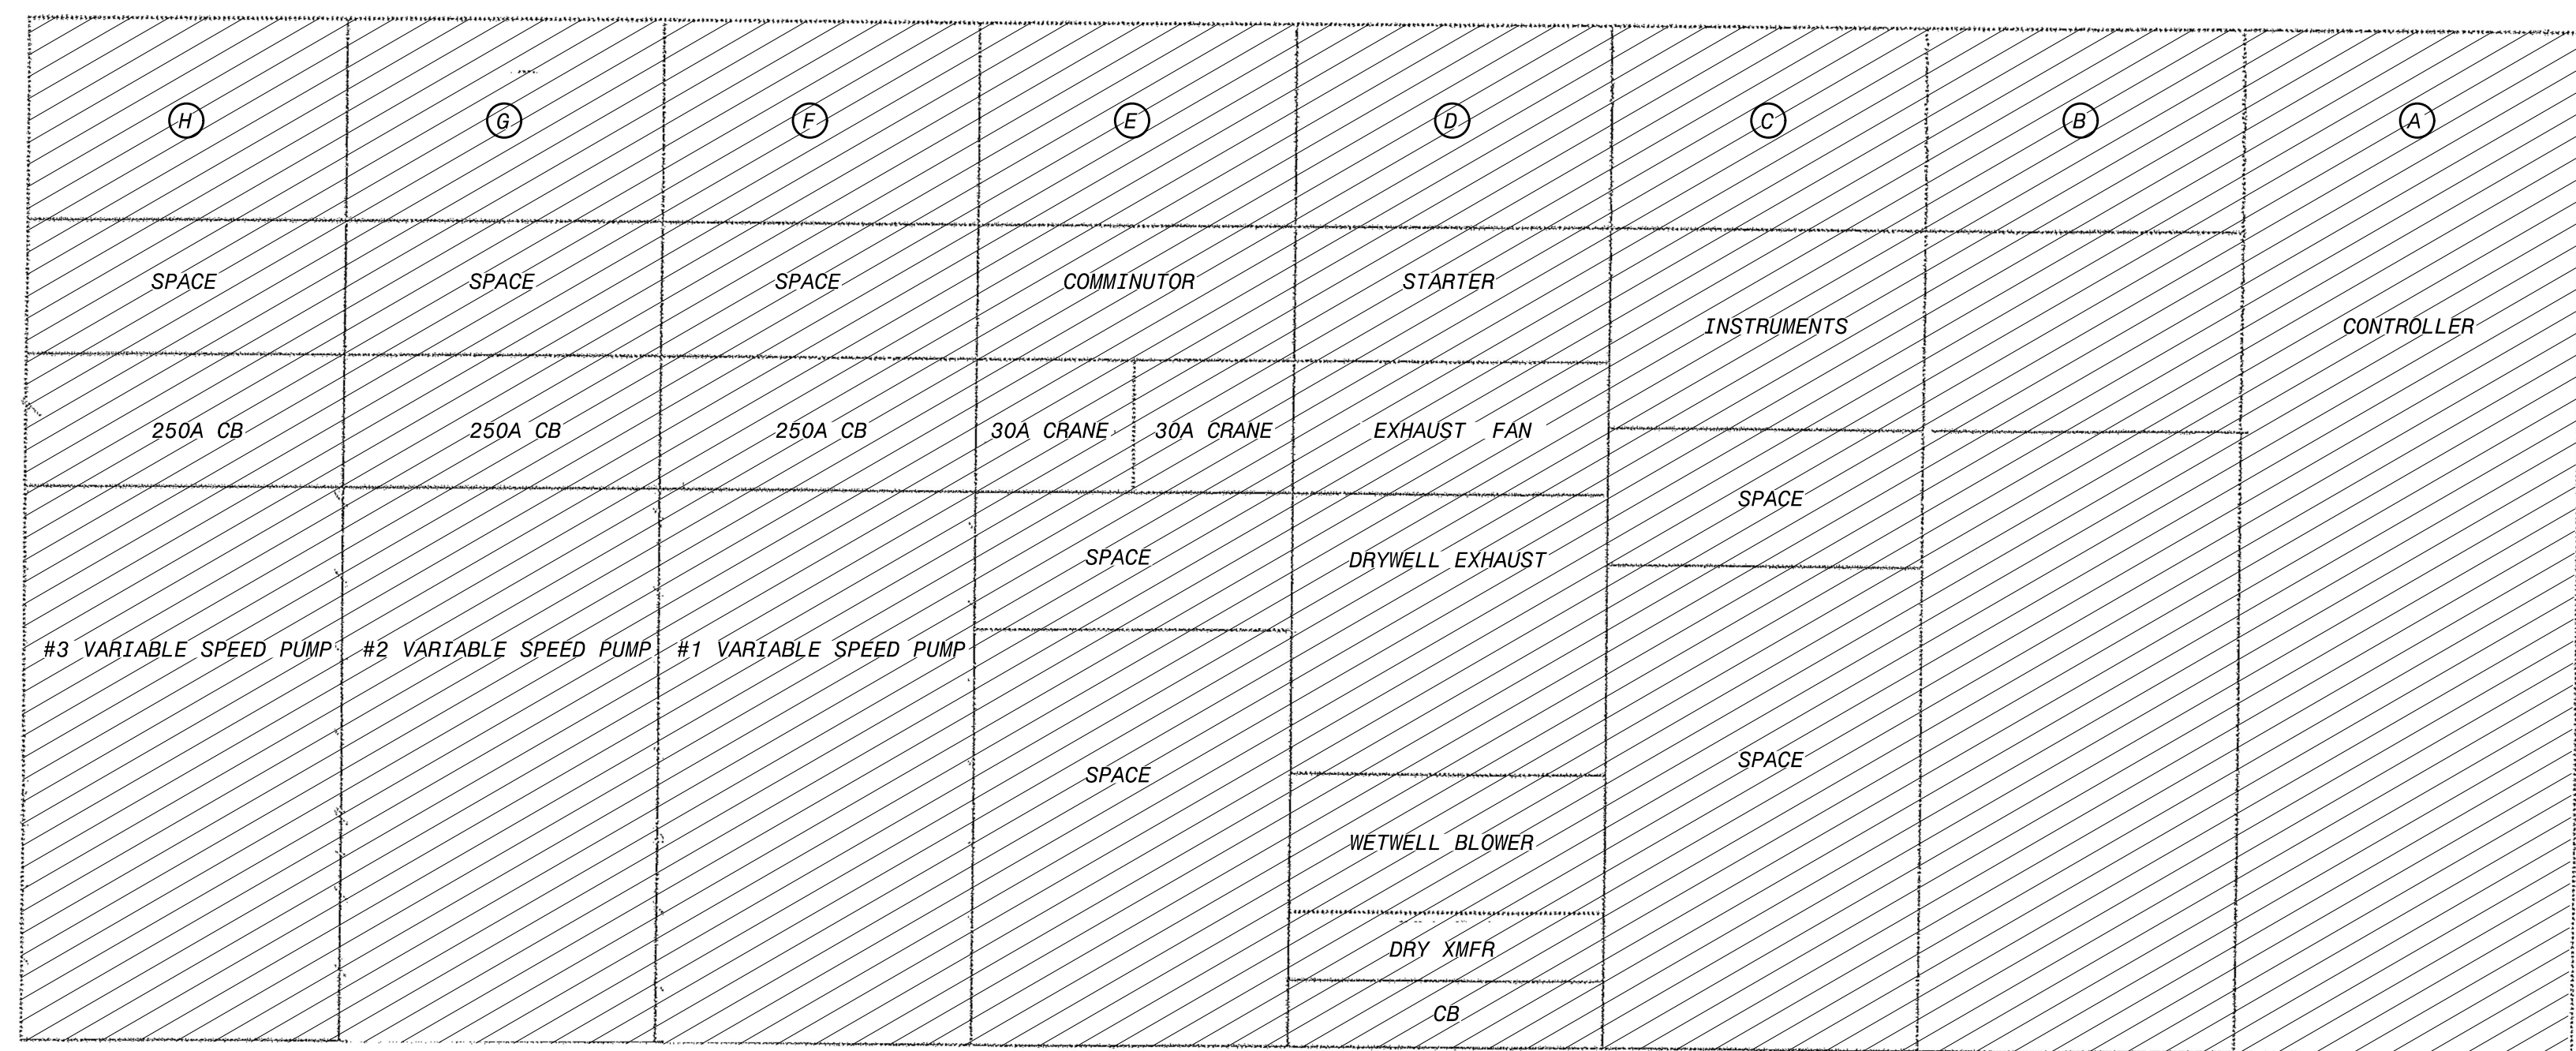 H G F E D C B A
SPACE SPACE SPACE COMMINUTOR STARTER
INSTRUMENTS CONTROLLER
250A CB 250A CB 250A CB 30A CRANE 30A CRANE EXHAUST FAN
SPACE
SPACE DRYWELL EXHAUST
#3 VARIABLE SPEED PUMP #2 VARIABLE SPEED PUMP #1 VARIABLE SPEED PUMP
SPACE
SPACE
WETWELL BLOWER
DRY XMFR
CB